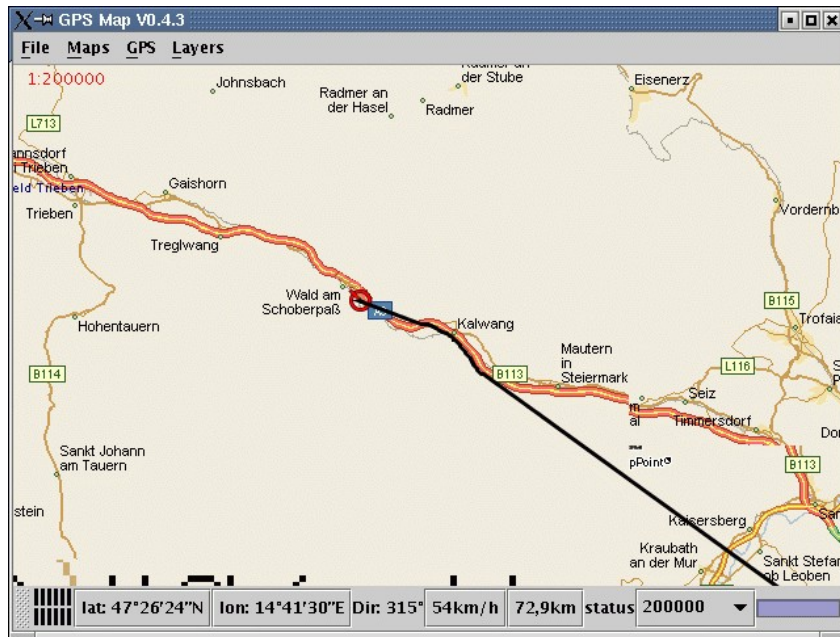 GPS Map V0.4.3
File Maps GPS Layers
1:200000
Johnsbach
der Stube
Radmer an
der Hasel
Radmer
Eisenerz
L713
Trieben
eld Trieben
Gaishorn
Trieben
Treglwang
Wald am
Schoberpaß
Hohentauern
Kalwang
B115
B114
B113
Mautern
in
Steiermark
L116
Seiz
Timmersdorf
pPoint
B113
Sankt Johann
am Tauern
Kaisersberg
Kraubath
an der Mur
Sankt Stefan
ob Leoben
lat: 47°26'24"N lon: 14°41'30"E Dir: 315° 54km/h 72,9km status 200000